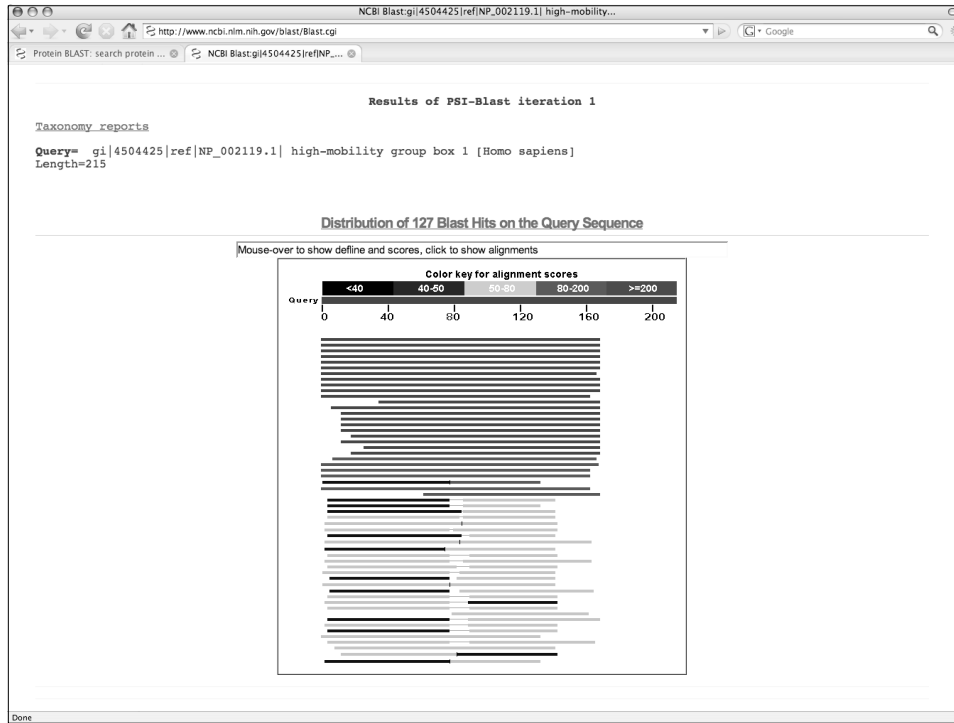 NCBI Blast:gi|4504425|ref|NP_002119.1| high-mobility...
http://www.ncbi.nlm.nih.gov/blast/Blast.cgi
G Google
Protein BLAST: search protein ...
NCBI Blast:gi|4504425|ref|NP_...
Results of PSI-Blast iteration 1
Taxonomy reports
Query= gi|4504425|ref|NP_002119.1| high-mobility group box 1 [Homo sapiens]
Length=215
Distribution of 127 Blast Hits on the Query Sequence
Mouse-over to show defline and scores, click to show alignments
Color key for alignment scores
<40 40-50 50-80 80-200 >=200
Query
0 40 80 120 160 200
Done